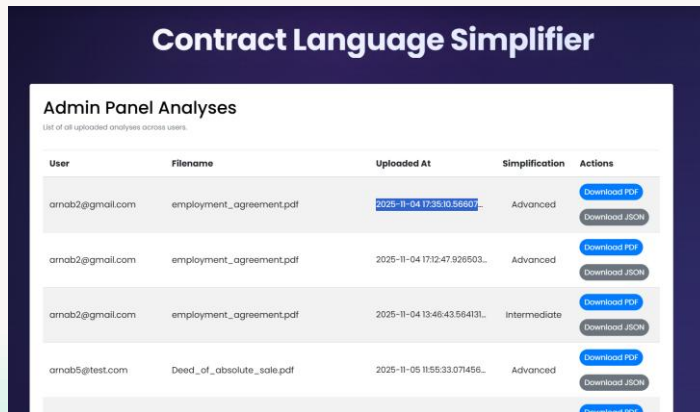 Contract Language Simplifier
Admin Panel Analyses
List of all uploaded analyses across users.
User Filename Uploaded At Simplification Actions
arnab2@gmail.com employment_agreement.pdf 2025-11-04 17:35:10.56607... Advanced Download PDF
Download JSON
arnab2@gmail.com employment_agreement.pdf 2025-11-04 17:12:47.926503... Advanced Download PDF
Download JSON
arnab2@gmail.com employment_agreement.pdf 2025-11-04 13:46:43.564131... Intermediate Download PDF
Download JSON
arnab5@test.com Deed_of_absolute_sale.pdf 2025-11-05 11:55:33.071456... Advanced Download PDF
Download JSON
Download PDF